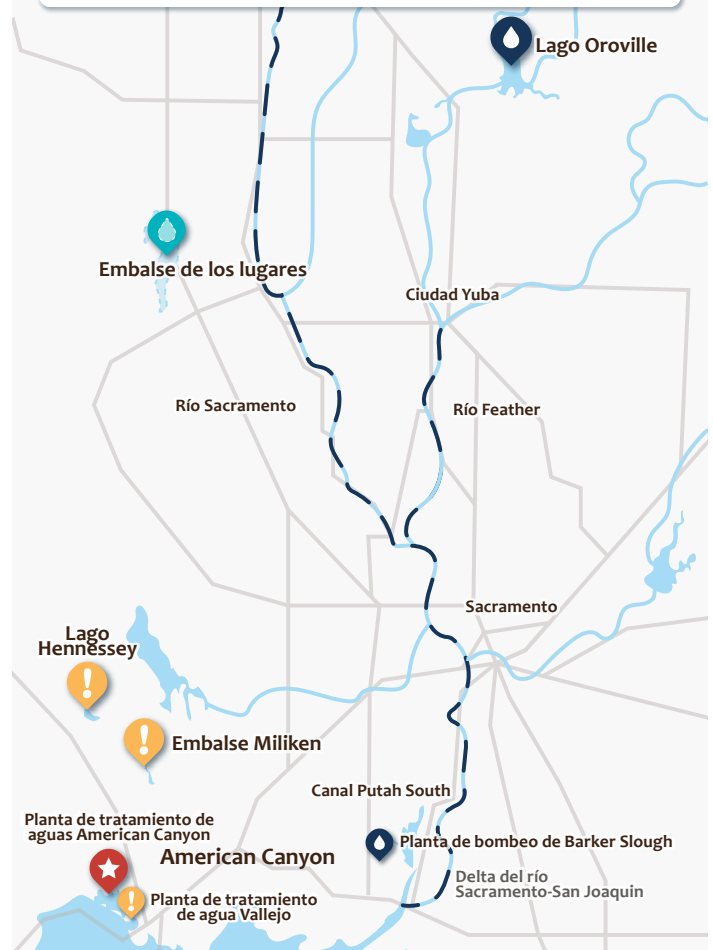 Lago Oroville
Embalse de los lugares
Ciudad Yuba
Río Sacramento
Río Feather
Sacramento
Lago
Hennessey
Embalse Miliken
Canal Putah South
Planta de tratamiento de
aguas American Canyon
Planta de bombeo de Barker Slough
American Canyon
Delta del río
Sacramento-San Joaquin
Planta de tratamiento
de agua Vallejo